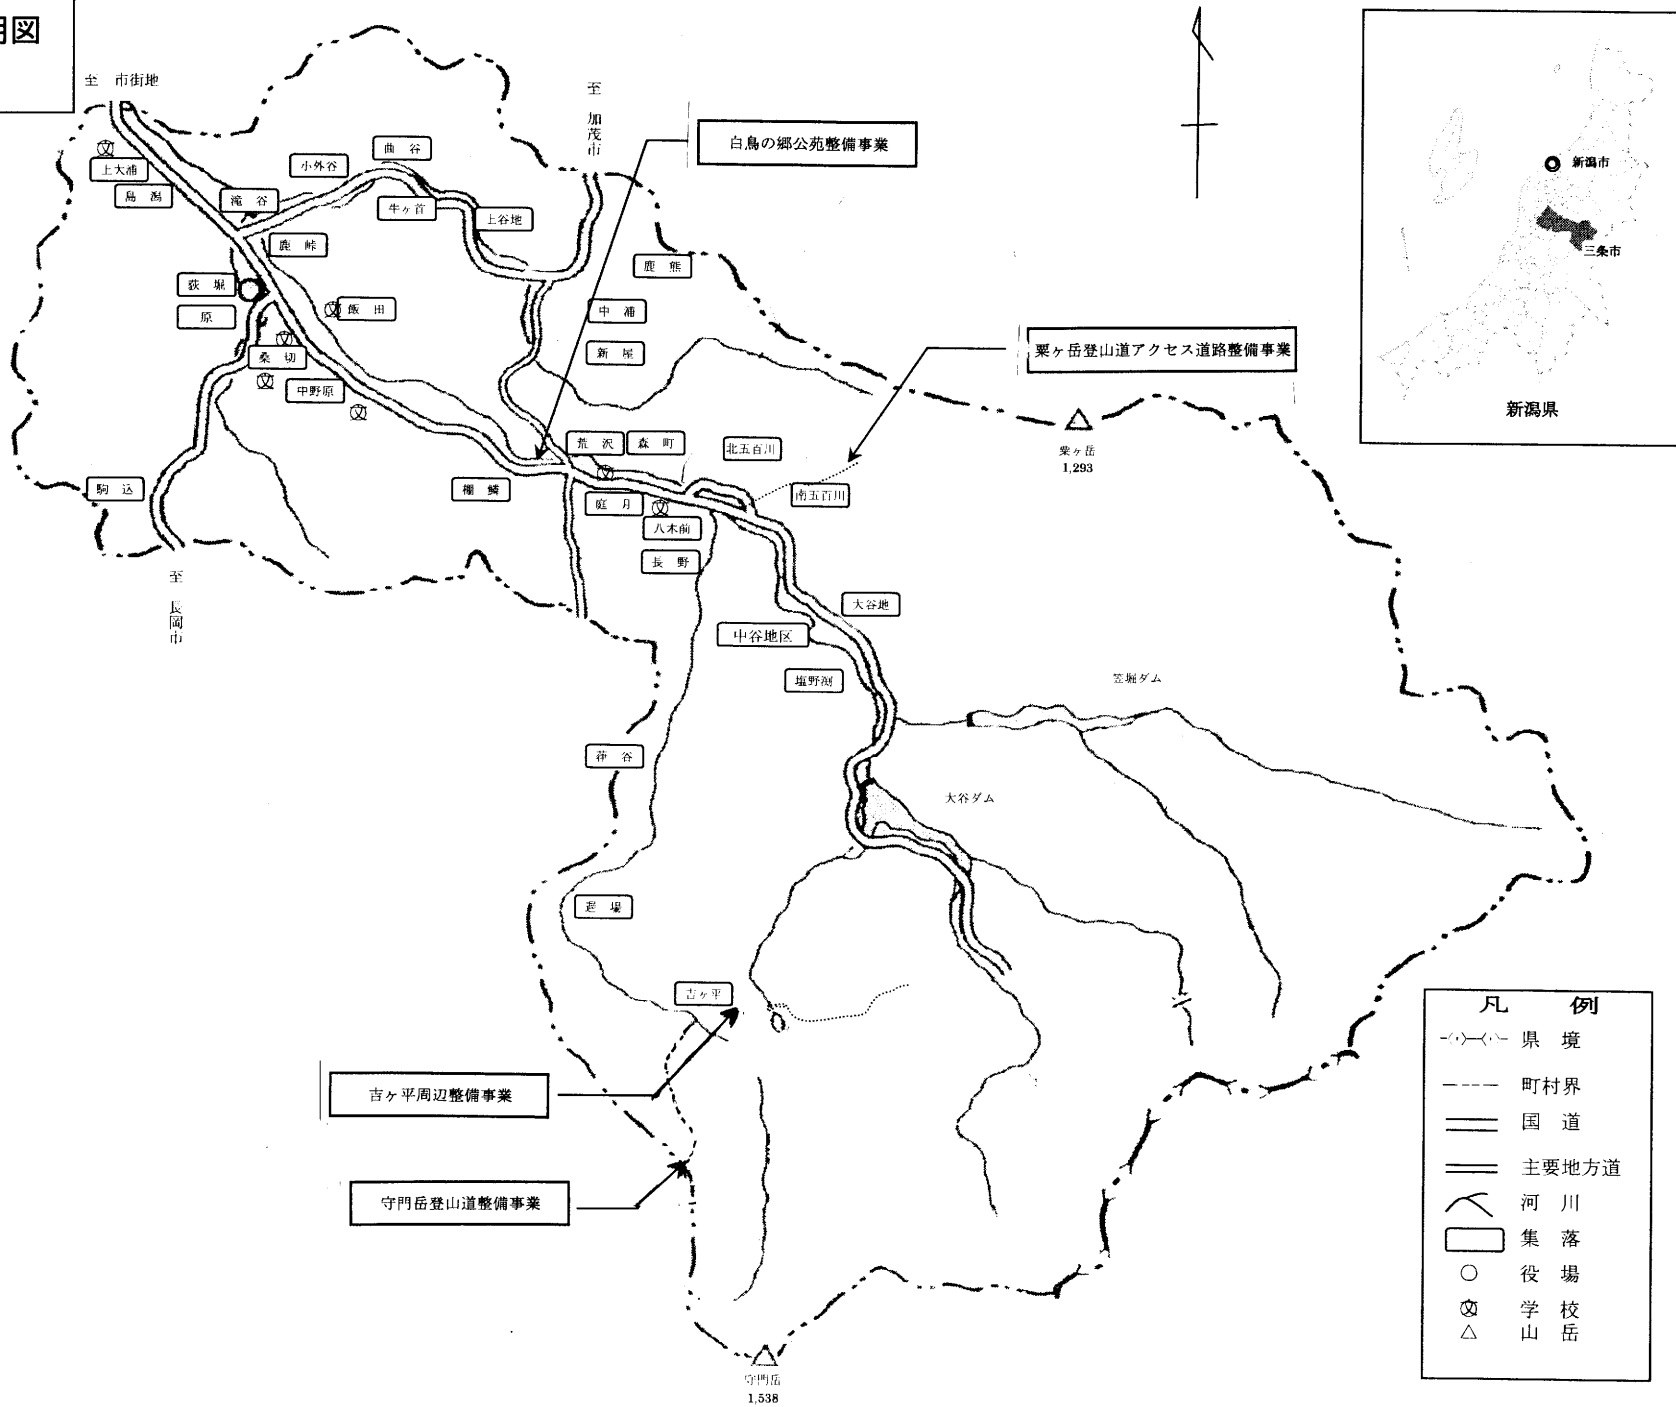 明図
至 市街地
至 加茂市
白鳥の郷公苑整備事業
上大浦
島 潟
小外谷
曲 谷
滝 谷
牛ヶ首
上谷地
鹿 峠
荻 堀
原
飯 田
桑 切
中野原
鹿 熊
中 浦
新 屋
粟ヶ岳登山道アクセス道路整備事業
粟ヶ岳
1,293
荒 沢
森 町
北五百川
南五百川
駒 込
棚 鱗
庭 月
八木前
長 野
至 長岡市
大谷地
中谷地区
塩野渕
笠堀ダム
大谷ダム
葎 谷
遅 場
吉ヶ平
吉ヶ平周辺整備事業
守門岳登山道整備事業
守門岳
1,538
新潟市
三条市
新潟県
凡 例
県 境
町村界
国 道
主要地方道
河 川
集 落
役 場
文 学 校
山 岳